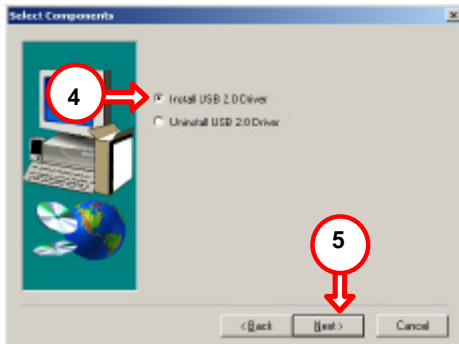 Select Components
4
Install USB 2.0 Driver
Uninstall USB 2.0 Driver
5
< Back
Next >
Cancel